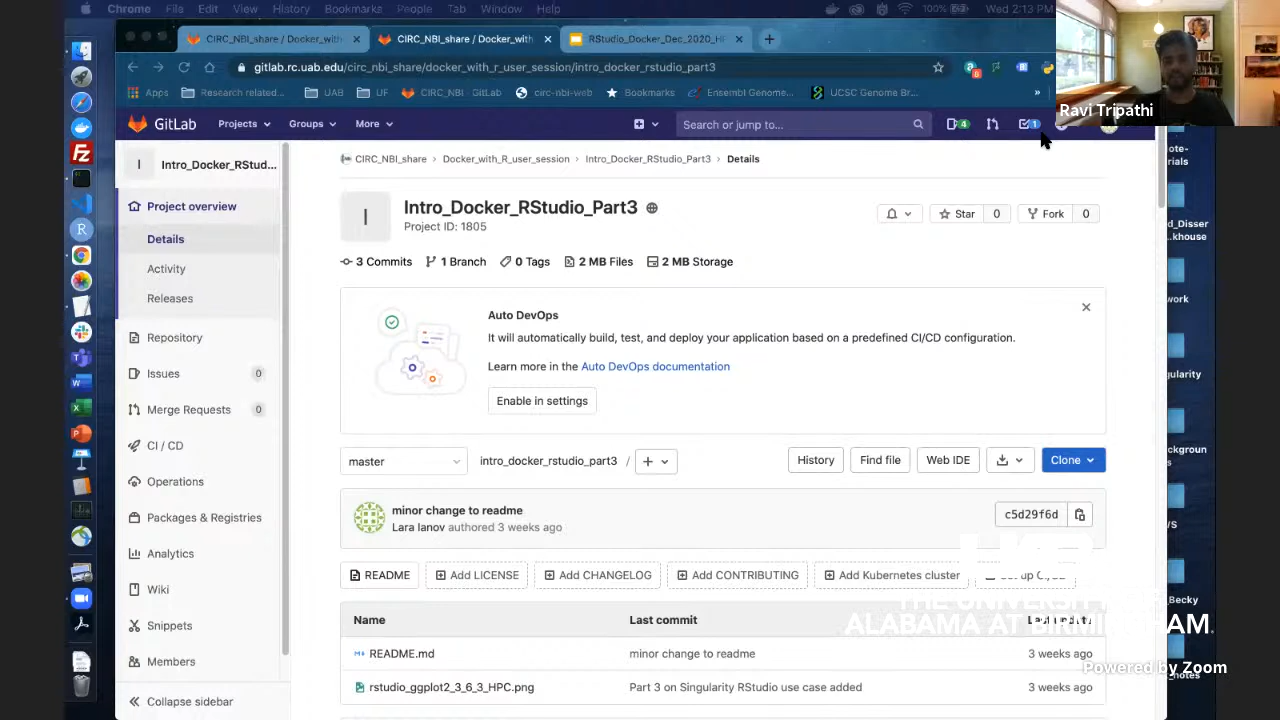 Chrome File Edit View History Bookmarks People Tab Window Help 100% Wed 2:13 PM
CIRC_NBI_share / Docker_with_ CIRC_NBI_share / Docker_with_ RStudio_Docker_Dec_2020_HP
gitlab.rc.uab.edu/circ_nbi_share/docker_with_r_user_session/intro_docker_rstudio_part3
Apps Research related... UAB UF CIRC_NBI · GitLab circ-nbi-web Bookmarks Ensembl Genome... UCSC Genome Br... »
Ravi Tripathi
GitLab Projects Groups More Search or jump to... 4 1
Intro_Docker_RStud...
CIRC_NBI_share > Docker_with_R_user_session > Intro_Docker_RStudio_Part3 > Details
Project overview
Details
Activity
Releases
Repository
Issues 0
Merge Requests 0
CI / CD
Operations
Packages & Registries
Analytics
Wiki
Snippets
Members
Collapse sidebar
I
Intro_Docker_RStudio_Part3
Project ID: 1805
Star 0 Fork 0
3 Commits 1 Branch 0 Tags 2 MB Files 2 MB Storage
Auto DevOps
It will automatically build, test, and deploy your application based on a predefined CI/CD configuration.
Learn more in the Auto DevOps documentation
Enable in settings
master intro_docker_rstudio_part3 / + History Find file Web IDE Clone
minor change to readme
Lara Ianov authored 3 weeks ago
c5d29f6d
README Add LICENSE Add CHANGELOG Add CONTRIBUTING Add Kubernetes cluster
Name Last commit
README.md minor change to readme 3 weeks ago
rstudio_ggplot2_3_6_3_HPC.png Part 3 on Singularity RStudio use case added 3 weeks ago
ALABAMA AT BIRMINGHAM.
Powered by Zoom